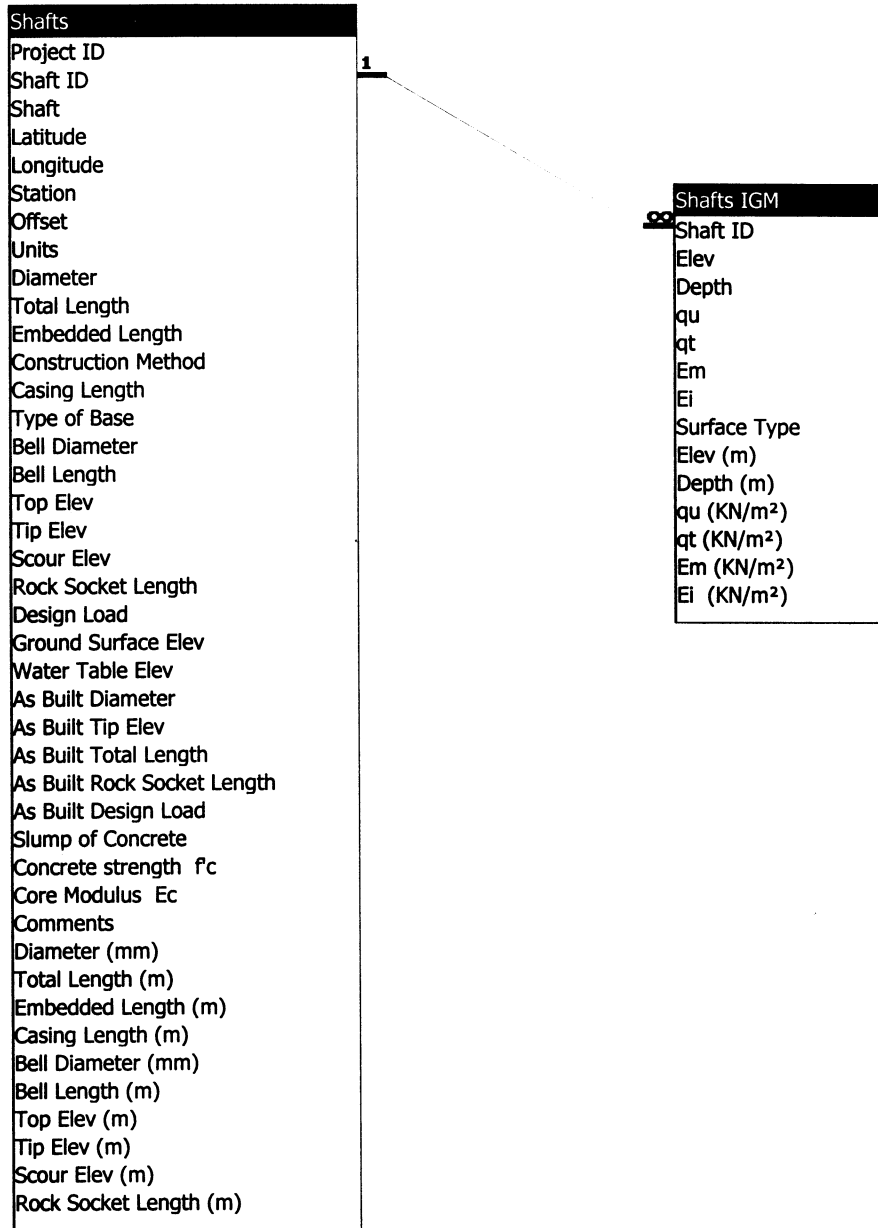 Shafts
Project ID
Shaft ID
Shaft
Latitude
Longitude
Station
Offset
Units
Diameter
Total Length
Embedded Length
Construction Method
Casing Length
Type of Base
Bell Diameter
Bell Length
Top Elev
Tip Elev
Scour Elev
Rock Socket Length
Design Load
Ground Surface Elev
Water Table Elev
As Built Diameter
As Built Tip Elev
As Built Total Length
As Built Rock Socket Length
As Built Design Load
Slump of Concrete
Concrete strength f'c
Core Modulus Ec
Comments
Diameter (mm)
Total Length (m)
Embedded Length (m)
Casing Length (m)
Bell Diameter (mm)
Bell Length (m)
Top Elev (m)
Tip Elev (m)
Scour Elev (m)
Rock Socket Length (m)
1
∞
Shafts IGM
Shaft ID
Elev
Depth
qu
qt
Em
Ei
Surface Type
Elev (m)
Depth (m)
qu (KN/m²)
qt (KN/m²)
Em (KN/m²)
Ei (KN/m²)